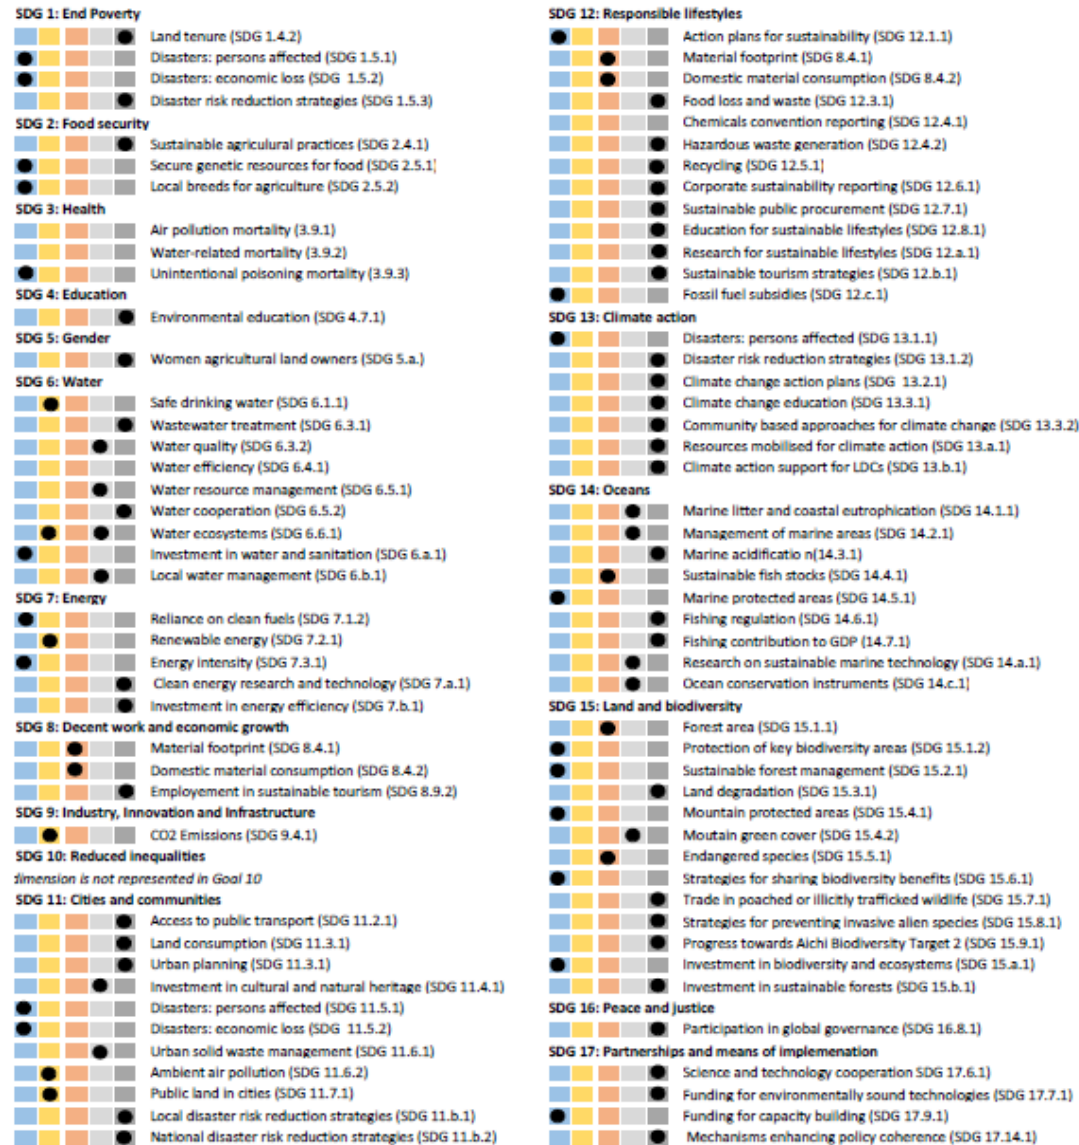 SDG 1: End Poverty
Land tenure (SDG 1.4.2)
Disasters: persons affected (SDG 1.5.1)
Disasters: economic loss (SDG 1.5.2)
Disaster risk reduction strategies (SDG 1.5.3)
SDG 2: Food security
Sustainable agriculural practices (SDG 2.4.1)
Secure genetic resources for food (SDG 2.5.1)
Local breeds for agriculture (SDG 2.5.2)
SDG 3: Health
Air pollution mortality (3.9.1)
Water-related mortality (3.9.2)
Unintentional poisoning mortality (3.9.3)
SDG 4: Education
Environmental education (SDG 4.7.1)
SDG 5: Gender
Women agricultural land owners (SDG 5.a.)
SDG 6: Water
Safe drinking water (SDG 6.1.1)
Wastewater treatment (SDG 6.3.1)
Water quality (SDG 6.3.2)
Water efficiency (SDG 6.4.1)
Water resource management (SDG 6.5.1)
Water cooperation (SDG 6.5.2)
Water ecosystems (SDG 6.6.1)
Investment in water and sanitation (SDG 6.a.1)
Local water management (SDG 6.b.1)
SDG 7: Energy
Reliance on clean fuels (SDG 7.1.2)
Renewable energy (SDG 7.2.1)
Energy intensity (SDG 7.3.1)
Clean energy research and technology (SDG 7.a.1)
Investment in energy efficiency (SDG 7.b.1)
SDG 8: Decent work and economic growth
Material footprint (SDG 8.4.1)
Domestic material consumption (SDG 8.4.2)
Employement in sustainable tourism (SDG 8.9.2)
SDG 9: Industry, Innovation and Infrastructure
CO2 Emissions (SDG 9.4.1)
SDG 10: Reduced inequalities
dimension is not represented in Goal 10
SDG 11: Cities and communities
Access to public transport (SDG 11.2.1)
Land consumption (SDG 11.3.1)
Urban planning (SDG 11.3.1)
Investment in cultural and natural heritage (SDG 11.4.1)
Disasters: persons affected (SDG 11.5.1)
Disasters: economic loss (SDG 11.5.2)
Urban solid waste management (SDG 11.6.1)
Ambient air pollution (SDG 11.6.2)
Public land in cities (SDG 11.7.1)
Local disaster risk reduction strategies (SDG 11.b.1)
National disaster risk reduction strategies (SDG 11.b.2)
SDG 12: Responsible lifestyles
Action plans for sustainability (SDG 12.1.1)
Material footprint (SDG 8.4.1)
Domestic material consumption (SDG 8.4.2)
Food loss and waste (SDG 12.3.1)
Chemicals convention reporting (SDG 12.4.1)
Hazardous waste generation (SDG 12.4.2)
Recycling (SDG 12.5.1)
Corporate sustainability reporting (SDG 12.6.1)
Sustainable public procurement (SDG 12.7.1)
Education for sustainable lifestyles (SDG 12.8.1)
Research for sustainable lifestyles (SDG 12.a.1)
Sustainable tourism strategies (SDG 12.b.1)
Fossil fuel subsidies (SDG 12.c.1)
SDG 13: Climate action
Disasters: persons affected (SDG 13.1.1)
Disaster risk reduction strategies (SDG 13.1.2)
Climate change action plans (SDG 13.2.1)
Climate change education (SDG 13.3.1)
Community based approaches for climate change (SDG 13.3.2)
Resources mobilised for climate action (SDG 13.a.1)
Climate action support for LDCs (SDG 13.b.1)
SDG 14: Oceans
Marine litter and coastal eutrophication (SDG 14.1.1)
Management of marine areas (SDG 14.2.1)
Marine acidificatio n(14.3.1)
Sustainable fish stocks (SDG 14.4.1)
Marine protected areas (SDG 14.5.1)
Fishing regulation (SDG 14.6.1)
Fishing contribution to GDP (14.7.1)
Research on sustainable marine technology (SDG 14.a.1)
Ocean conservation instruments (SDG 14.c.1)
SDG 15: Land and biodiversity
Forest area (SDG 15.1.1)
Protection of key biodiversity areas (SDG 15.1.2)
Sustainable forest management (SDG 15.2.1)
Land degradation (SDG 15.3.1)
Mountain protected areas (SDG 15.4.1)
Moutain green cover (SDG 15.4.2)
Endangered species (SDG 15.5.1)
Strategies for sharing biodiversity benefits (SDG 15.6.1)
Trade in poached or illicitly trafficked wildlife (SDG 15.7.1)
Strategies for preventing invasive alien species (SDG 15.8.1)
Progress towards Aichi Biodiversity Target 2 (SDG 15.9.1)
Investment in biodiversity and ecosystems (SDG 15.a.1)
Investment in sustainable forests (SDG 15.b.1)
SDG 16: Peace and justice
Participation in global governance (SDG 16.8.1)
SDG 17: Partnerships and means of implemenation
Science and technology cooperation SDG 17.6.1)
Funding for environmentally sound technologies (SDG 17.7.1)
Funding for capacity building (SDG 17.9.1)
Mechanisms enhancing policy coherence (SDG 17.14.1)